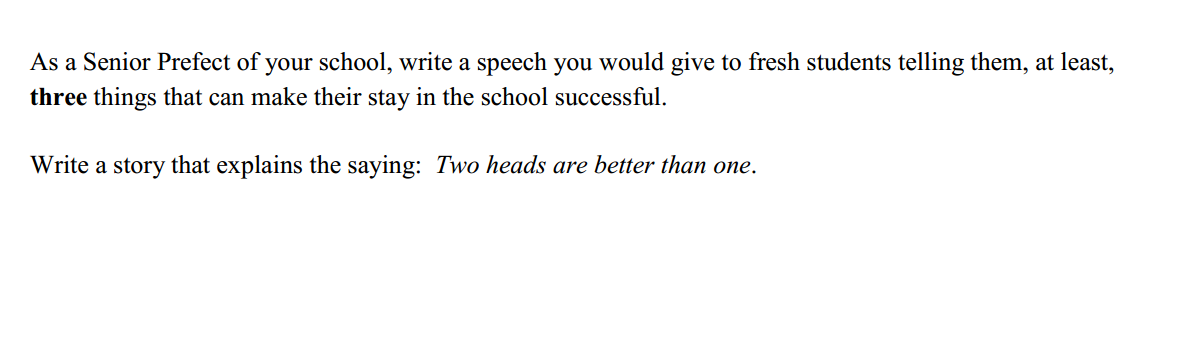 As a Senior Prefect of your school, write a speech you would give to fresh students telling them, at least,
three things that can make their stay in the school successful.
Write a story that explains the saying: Two heads are better than one.